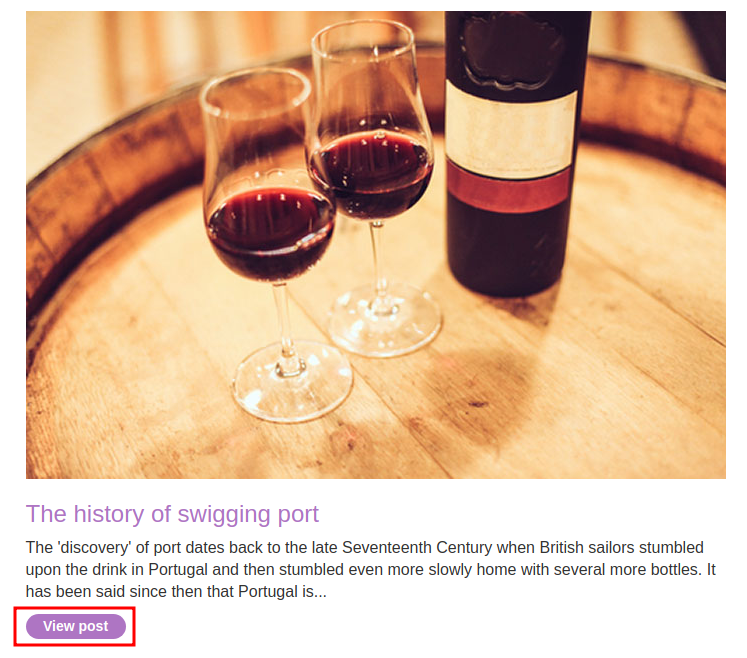 The history of swigging port
The 'discovery' of port dates back to the late Seventeenth Century when British sailors stumbled
upon the drink in Portugal and then stumbled even more slowly home with several more bottles. It
has been said since then that Portugal is...
View post